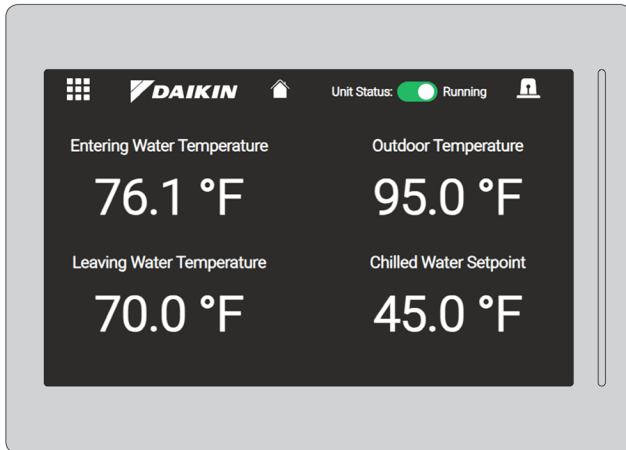 DAIKIN Unit Status: Running
Entering Water Temperature Outdoor Temperature
76.1 °F 95.0 °F
Leaving Water Temperature Chilled Water Setpoint
70.0 °F 45.0 °F